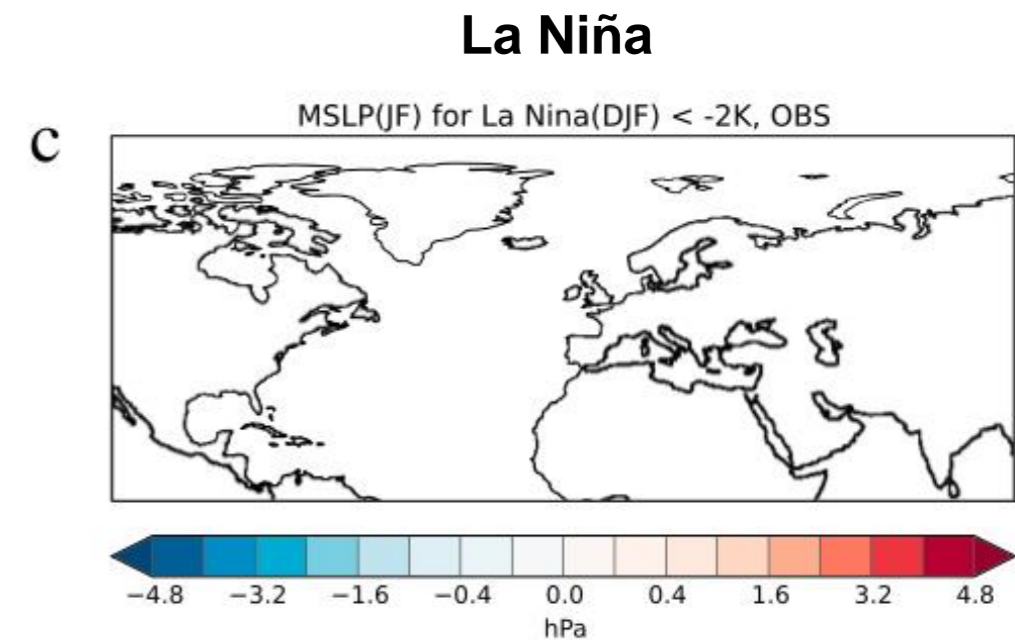 La Niña
c
MSLP(JF) for La Nina(DJF) < -2K, OBS
−4.8 −3.2 −1.6 −0.4 0.0 0.4 1.6 3.2 4.8
hPa